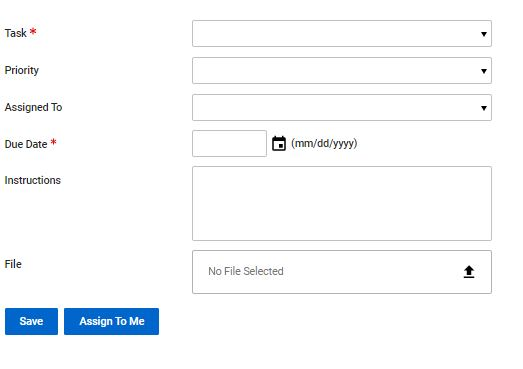 Task *
Priority
Assigned To
Due Date * (mm/dd/yyyy)
Instructions
File No File Selected
Save Assign To Me